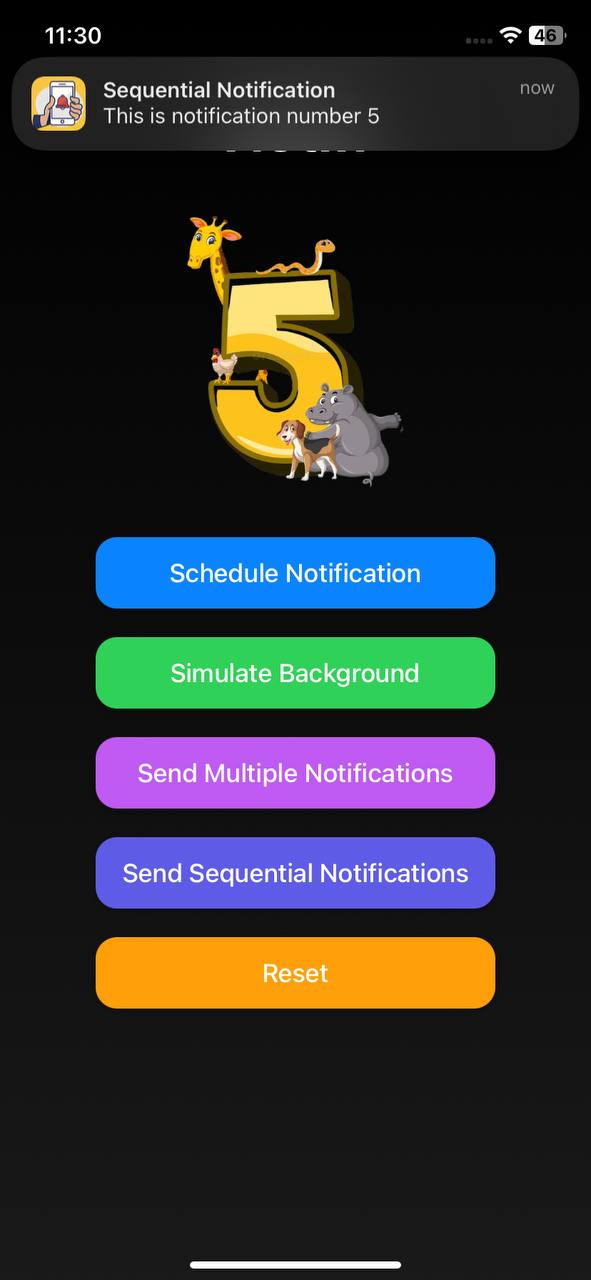 11:30
46
Sequential Notification
now
This is notification number 5
5
Schedule Notification
Simulate Background
Send Multiple Notifications
Send Sequential Notifications
Reset